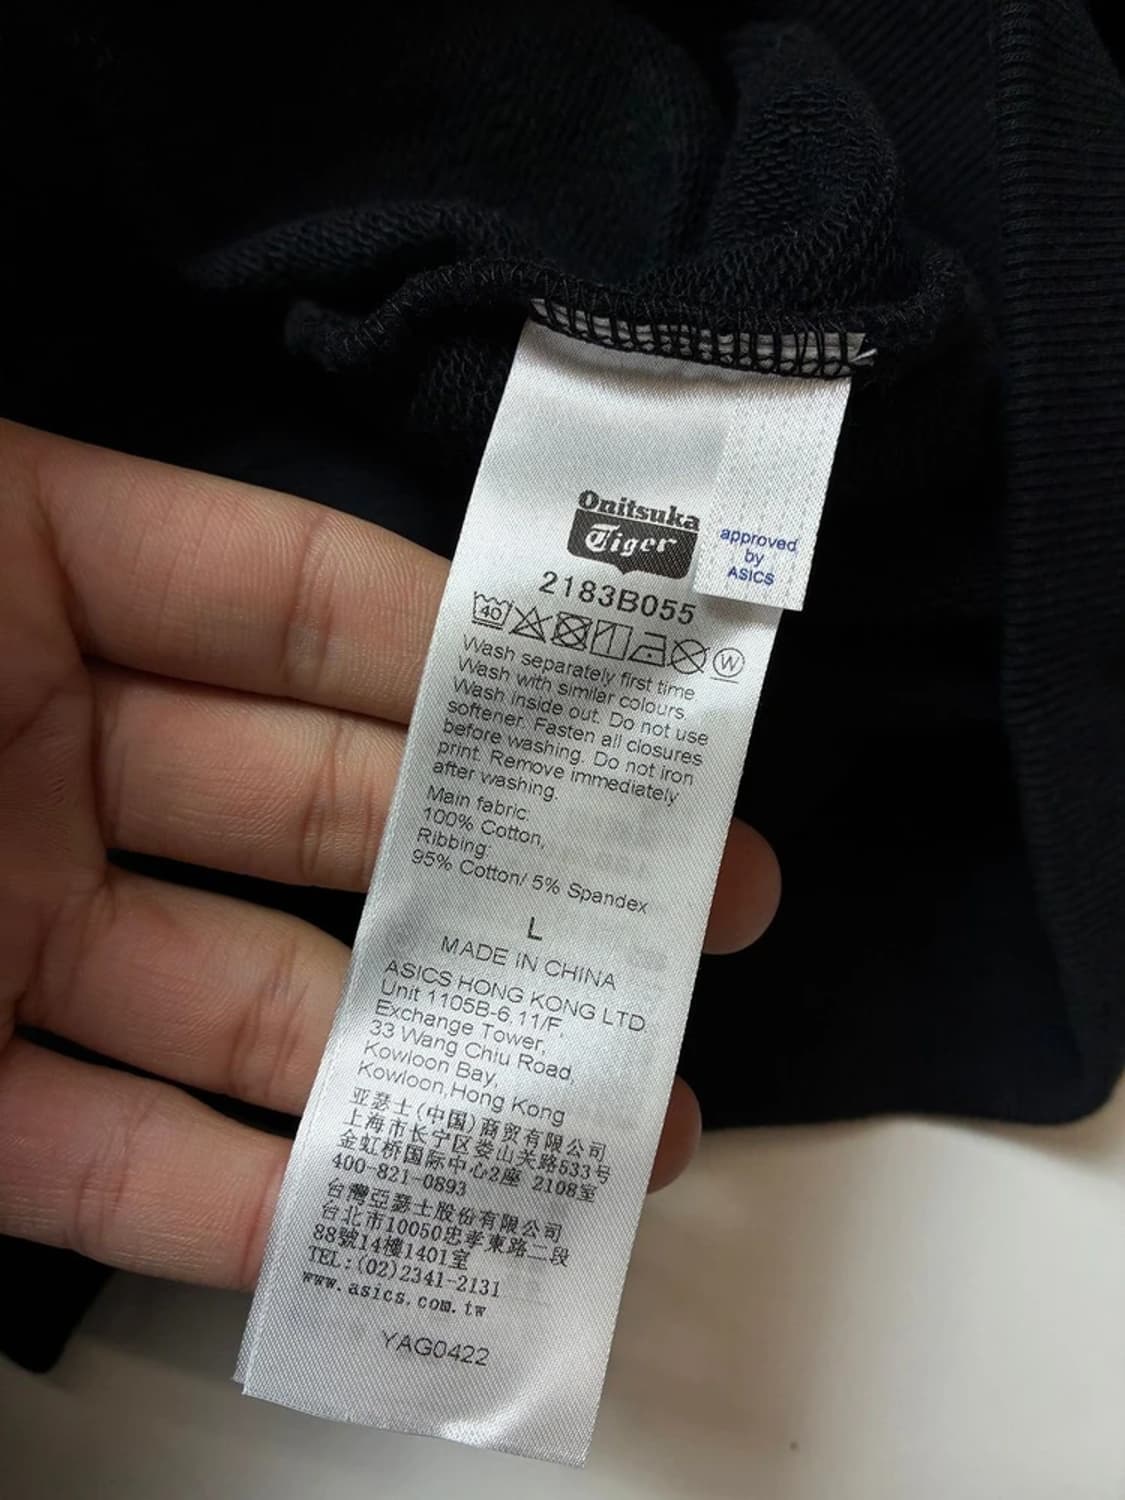 Onitsuka
Tiger
approved
by
ASICS
2183B055
40
W
Wash separately first time
Wash with similar colours.
Wash inside out. Do not use
softener. Fasten all closures
before washing. Do not iron
print. Remove immediately
after washing.
Main fabric:
100% Cotton,
Ribbing:
95% Cotton/ 5% Spandex
L
MADE IN CHINA
ASICS HONG KONG LTD.
Unit 1105B-6,11/F,
Exchange Tower,
33 Wang Chiu Road,
Kowloon Bay,
Kowloon,Hong Kong
亚瑟士(中国)商贸有限公司
上海市长宁区娄山关路533号
金虹桥国际中心2座 2108室
400-821-0893
台灣亞瑟士股份有限公司
台北市10050忠孝東路二段
88號14樓1401室
TEL:(02)2341-2131
www.asics.com.tw
YAG0422